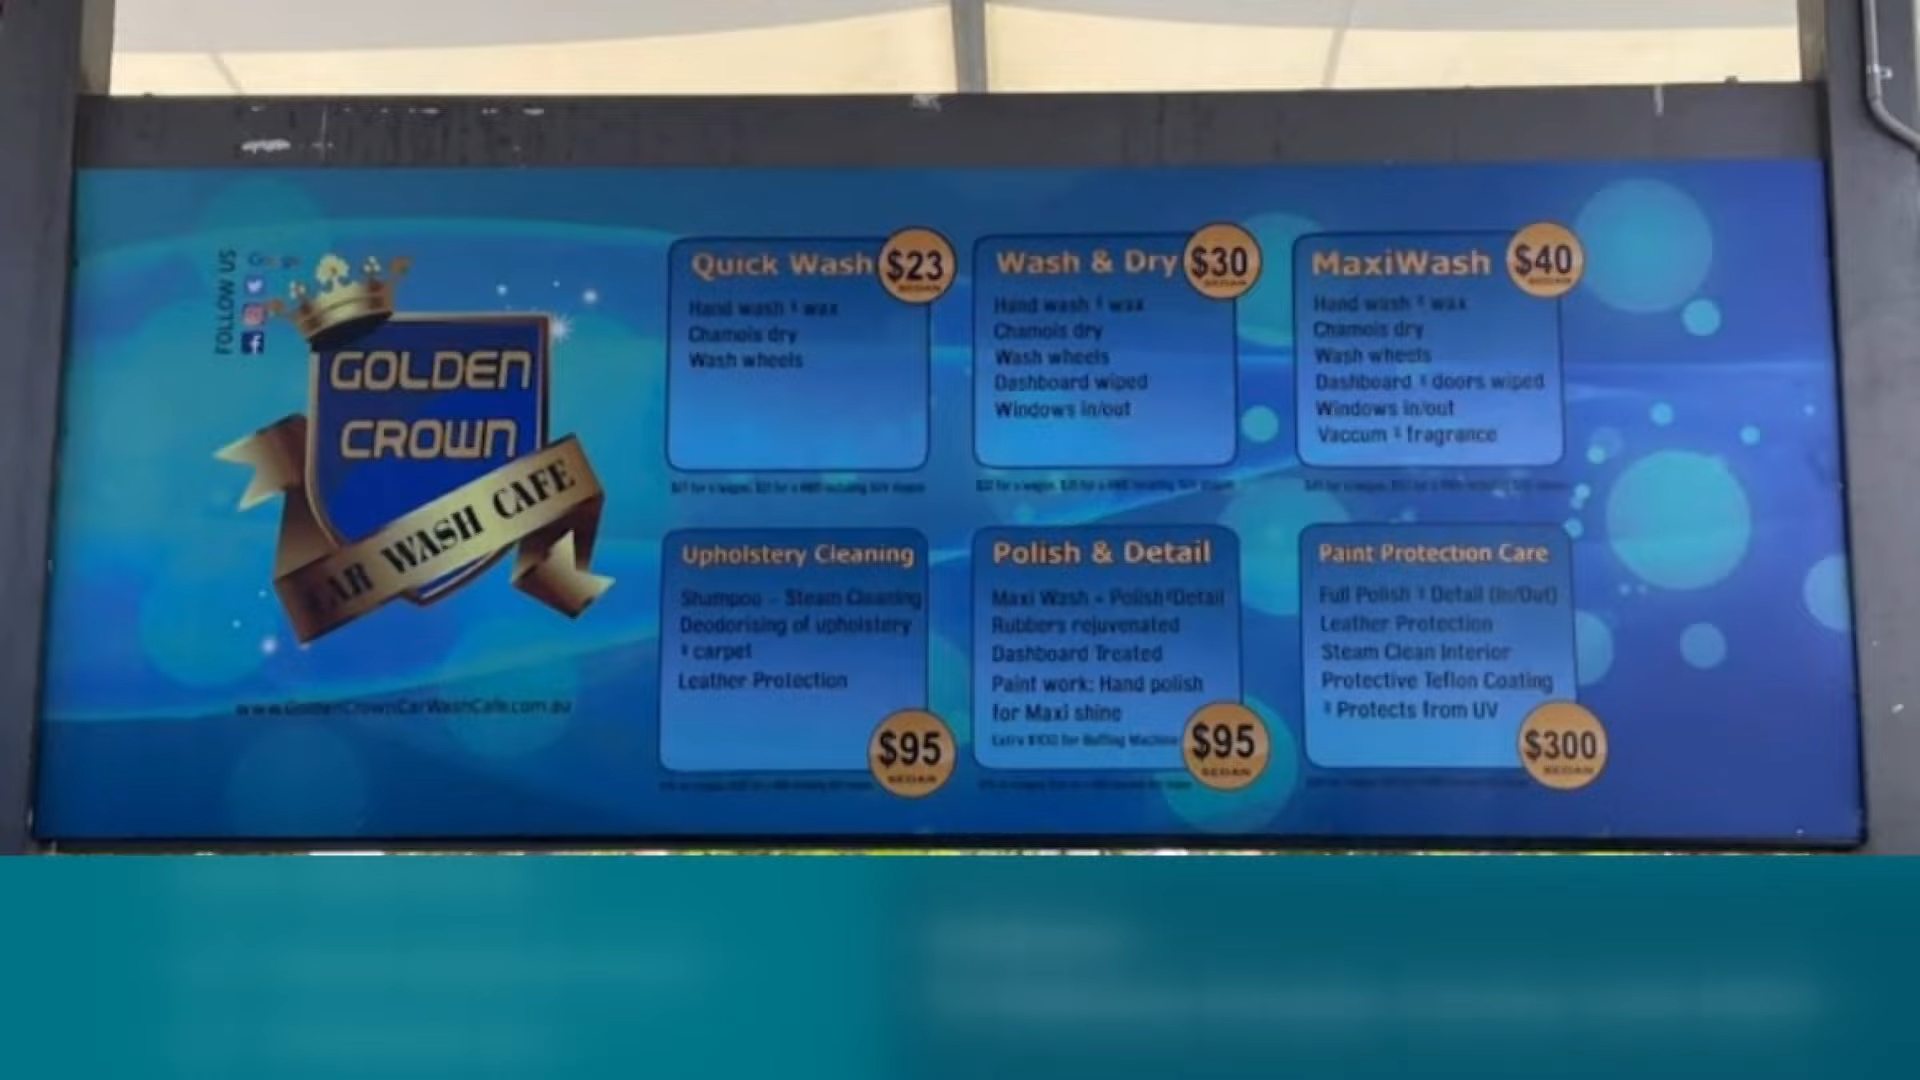 FOLLOW US
GOLDEN
CROWN
CAR WASH CAFE
www.GoldenCrownCarWashCafe.com.au
Quick Wash $23
SEDAN
Hand wash & wax
Chamois dry
Wash wheels
Wash & Dry $30
SEDAN
Hand wash & wax
Chamois dry
Wash wheels
Dashboard wiped
Windows in/out
MaxiWash $40
SEDAN
Hand wash & wax
Chamois dry
Wash wheels
Dashboard & doors wiped
Windows in/out
Vaccum & fragrance
Upholstery Cleaning
Shampoo - Steam Cleaning
Deodorising of upholstery
& carpet
Leather Protection
$95
SEDAN
Polish & Detail
Maxi Wash + Polish & Detail
Rubbers rejuvenated
Dashboard Treated
Paint work: Hand polish
for Maxi shine
$95
SEDAN
Paint Protection Care
Full Polish & Detail (In/Out)
Leather Protection
Steam Clean Interior
Protective Teflon Coating
& Protects from UV
$300
SEDAN